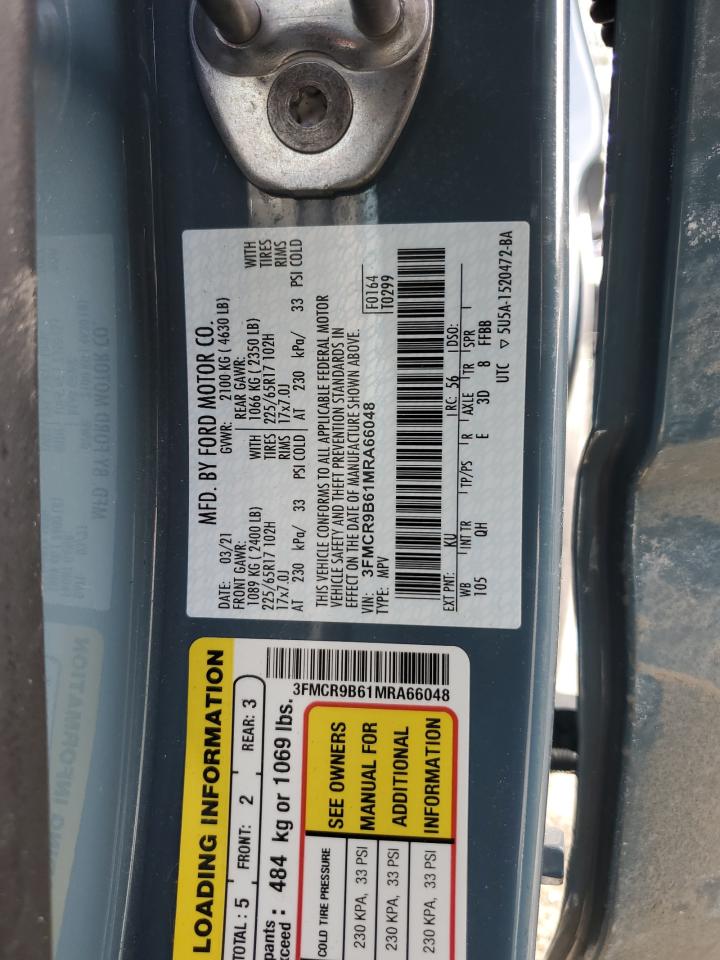 MFD. BY FORD MOTOR CO.
DATE: 03/21 GVWR: 2100 KG ( 4630 LB)
FRONT GAWR: REAR GAWR:
1089 KG ( 2400 LB) WITH 1066 KG ( 2350 LB) WITH
225/65R17 102H TIRES 225/65R17 102H TIRES
17x7.0J RIMS 17x7.0J RIMS
AT 230 kPa/ 33 PSI COLD AT 230 kPa/ 33 PSI COLD
THIS VEHICLE CONFORMS TO ALL APPLICABLE FEDERAL MOTOR
VEHICLE SAFETY AND THEFT PREVENTION STANDARDS IN
EFFECT ON THE DATE OF MANUFACTURE SHOWN ABOVE.
VIN: 3FMCR9B61MRA66048
TYPE: MPV
F0164
T0299
EXT PNT: KU RC: 56 DSO:
WB INT TR TP/PS R AXLE TR SPR
105 QH E 3D 8 FFBB
UTC ▽ 5U5A-1520472-BA
LOADING INFORMATION
TOTAL : 5 FRONT: 2 REAR: 3
pants
xceed : 484 kg or 1069 lbs.
3FMCR9B61MRA66048
COLD TIRE PRESSURE
230 KPA, 33 PSI
230 KPA, 33 PSI
230 KPA, 33 PSI
SEE OWNERS
MANUAL FOR
ADDITIONAL
INFORMATION